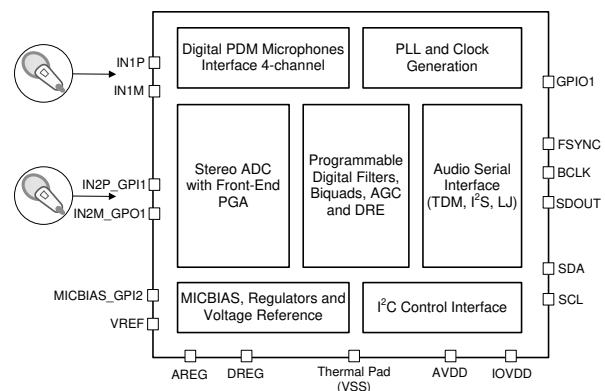 Digital PDM Microphones
Interface 4-channel
PLL and Clock
Generation
IN1P
IN1M
GPIO1
Stereo ADC
with Front-End
PGA
Programmable
Digital Filters,
Biquads, AGC
and DRE
Audio Serial
Interface
(TDM, I²S, LJ)
FSYNC
BCLK
SDOUT
IN2P_GPI1
IN2M_GPO1
SDA
SCL
MICBIAS_GPI2
VREF
MICBIAS, Regulators and
Voltage Reference
I²C Control Interface
AREG
DREG
Thermal Pad
(VSS)
AVDD
IOVDD